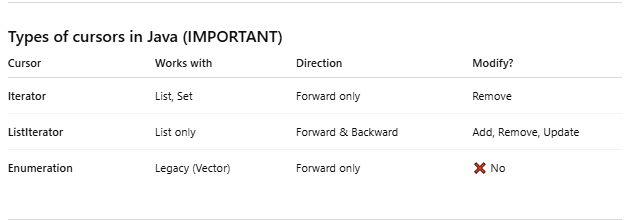 Types of cursors in Java (IMPORTANT)
Cursor Works with Direction Modify?
Iterator List, Set Forward only Remove
ListIterator List only Forward & Backward Add, Remove, Update
Enumeration Legacy (Vector) Forward only ❌ No